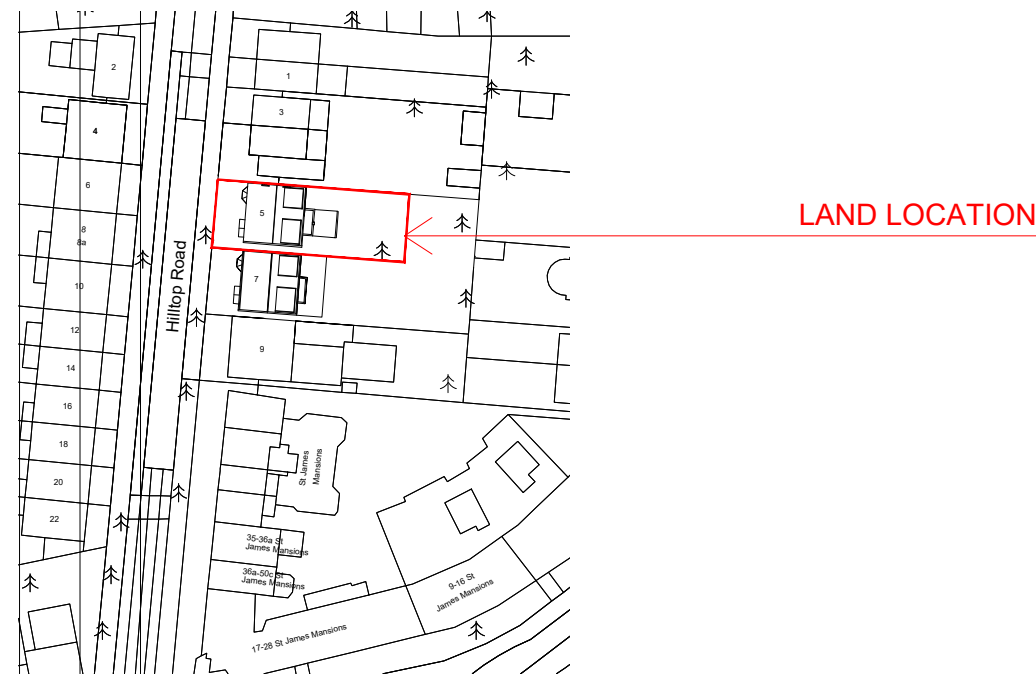 2
1
3
4
6
5
8
8a
Hilltop Road
7
10
12
9
14
16
18
20
22
St James
Mansions
35-36a St
James Mansions
36a-50c St
James Mansions
9-16 St
James Mansions
17-28 St James Mansions
LAND LOCATION